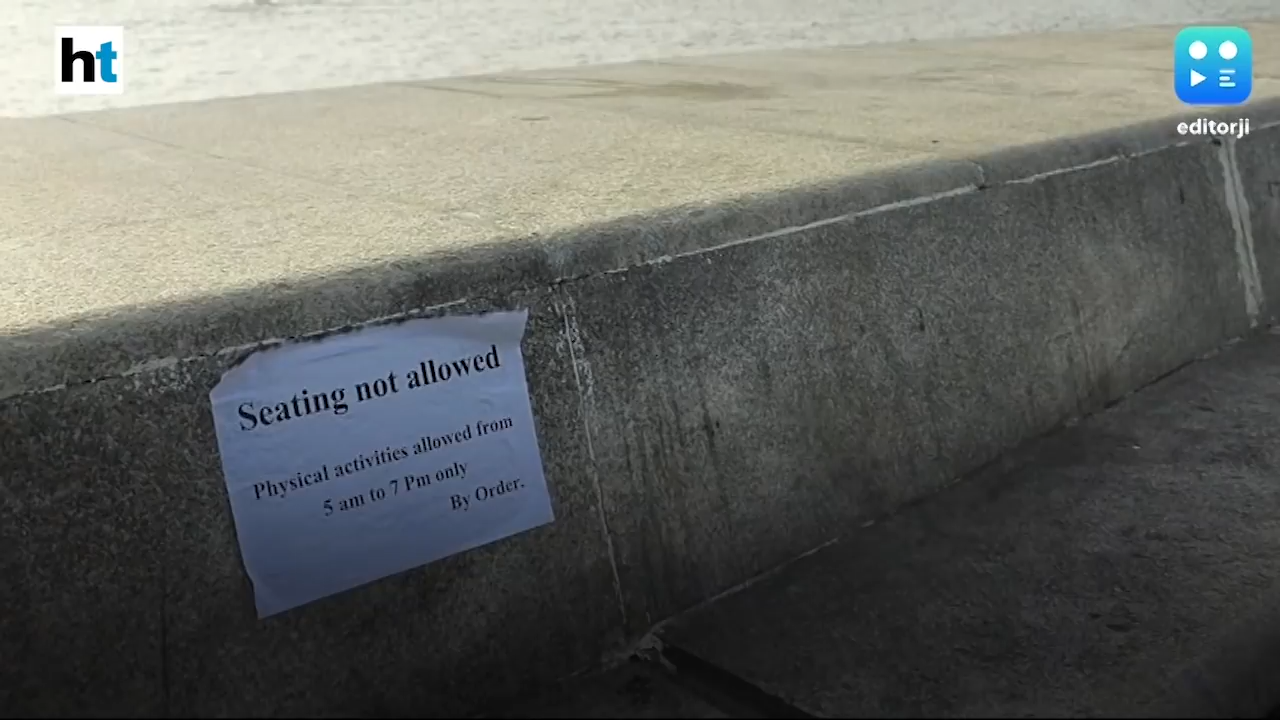 ht
editorji
Seating not allowed
Physical activities allowed from
5 am to 7 Pm only
By Order.